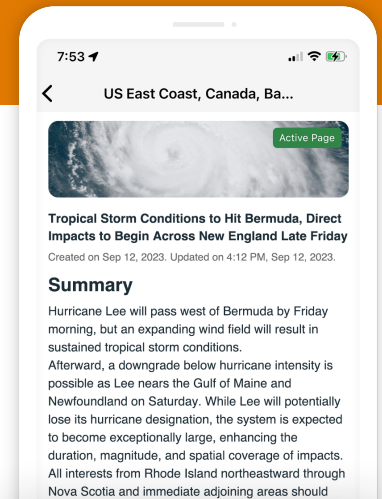 7:53
US East Coast, Canada, Ba...
Active Page
Tropical Storm Conditions to Hit Bermuda, Direct
Impacts to Begin Across New England Late Friday
Created on Sep 12, 2023. Updated on 4:12 PM, Sep 12, 2023.
Summary
Hurricane Lee will pass west of Bermuda by Friday
morning, but an expanding wind field will result in
sustained tropical storm conditions.
Afterward, a downgrade below hurricane intensity is
possible as Lee nears the Gulf of Maine and
Newfoundland on Saturday. While Lee will potentially
lose its hurricane designation, the system is expected
to become exceptionally large, enhancing the
duration, magnitude, and spatial coverage of impacts.
All interests from Rhode Island northeastward through
Nova Scotia and immediate adjoining areas should